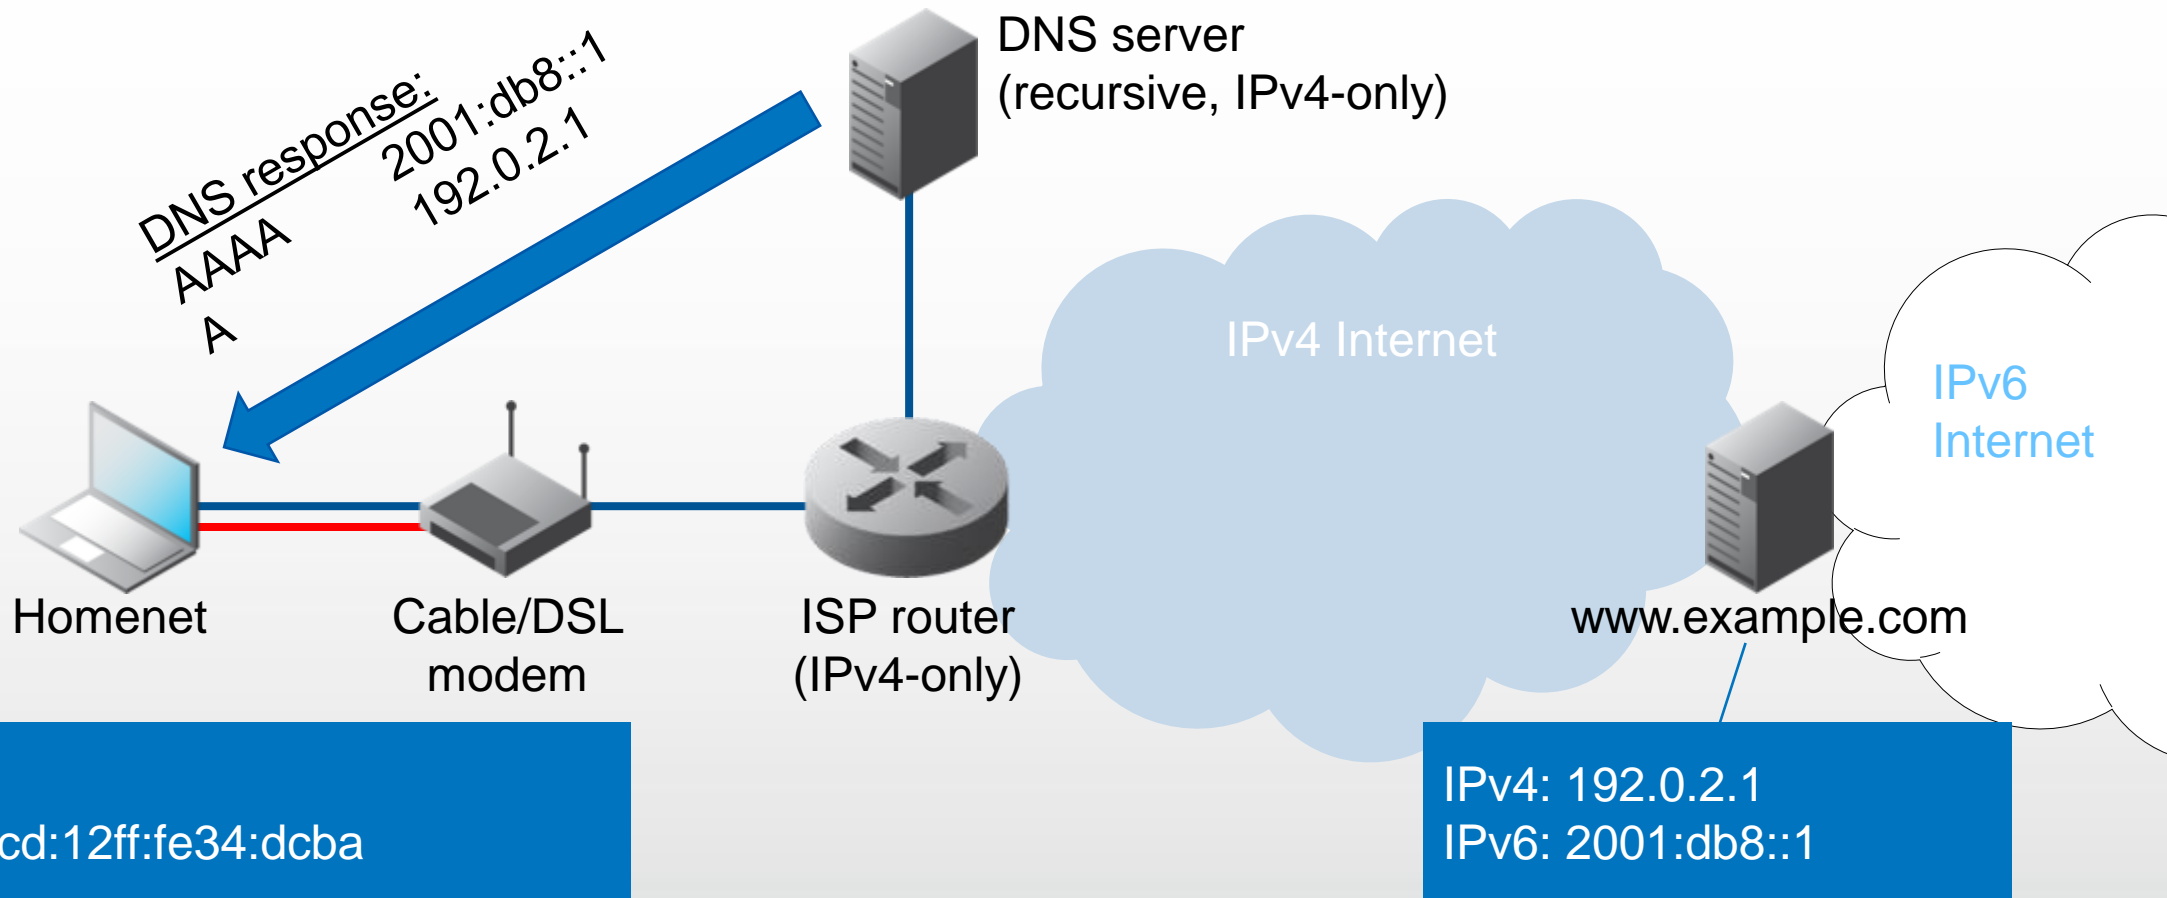 DNS server
(recursive, IPv4-only)
DNS response:
AAAA 2001:db8::1
A 192.0.2.1
IPv4 Internet
IPv6
Internet
Homenet
Cable/DSL
modem
ISP router
(IPv4-only)
www.example.com
cd:12ff:fe34:dcba
IPv4: 192.0.2.1
IPv6: 2001:db8::1